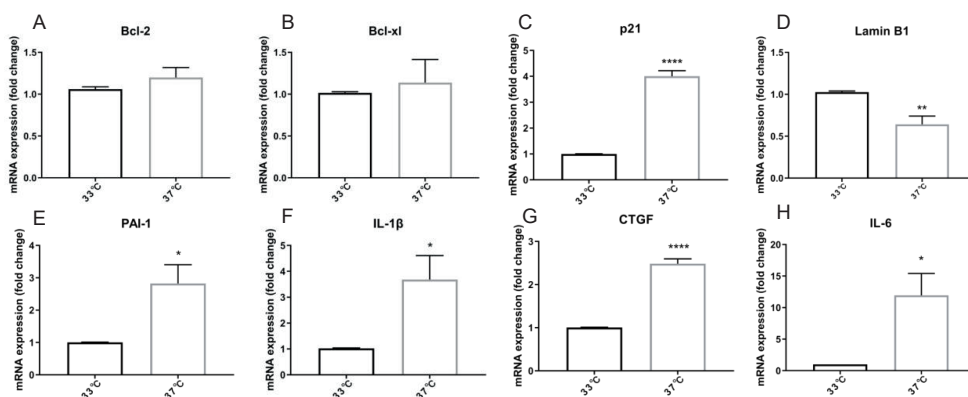 A
Bcl-2
mRNA expression (fold change)
1.5
1.0
0.5
0.0
33°C
37°C
B
Bcl-xl
mRNA expression (fold change)
1.5
1.0
0.5
0.0
33°C
37°C
C
p21
mRNA expression (fold change)
5
4
3
2
1
0
****
33°C
37°C
D
Lamin B1
mRNA expression (fold change)
1.5
1.0
0.5
0.0
**
33°C
37°C
E
PAI-1
mRNA expression (fold change)
4
3
2
1
0
*
33°C
37°C
F
IL-1β
mRNA expression (fold change)
5
4
3
2
1
0
*
33°C
37°C
G
CTGF
mRNA expression (fold change)
3
2
1
0
****
33°C
37°C
H
IL-6
mRNA expression (fold change)
20
15
10
5
0
*
33°C
37°C